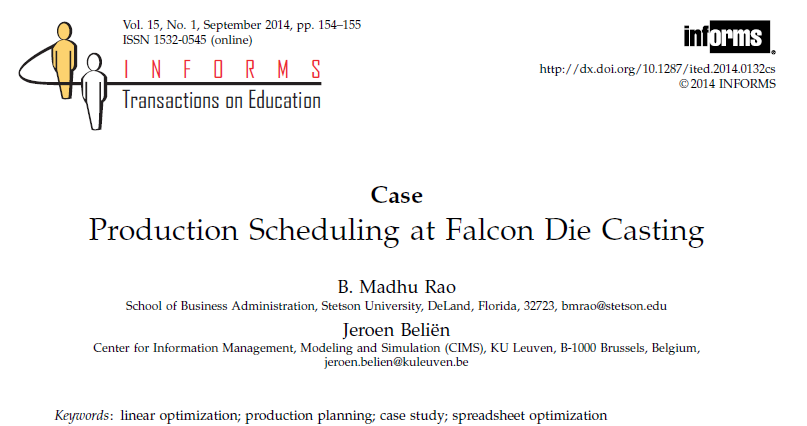 Vol. 15, No. 1, September 2014, pp. 154–155
ISSN 1532-0545 (online)
INFORMS
Transactions on Education
informs®
http://dx.doi.org/10.1287/ited.2014.0132cs
© 2014 INFORMS
Case
Production Scheduling at Falcon Die Casting
B. Madhu Rao
School of Business Administration, Stetson University, DeLand, Florida, 32723, bmrao@stetson.edu
Jeroen Beliën
Center for Information Management, Modeling and Simulation (CIMS), KU Leuven, B-1000 Brussels, Belgium,
jeroen.belien@kuleuven.be
Keywords: linear optimization; production planning; case study; spreadsheet optimization